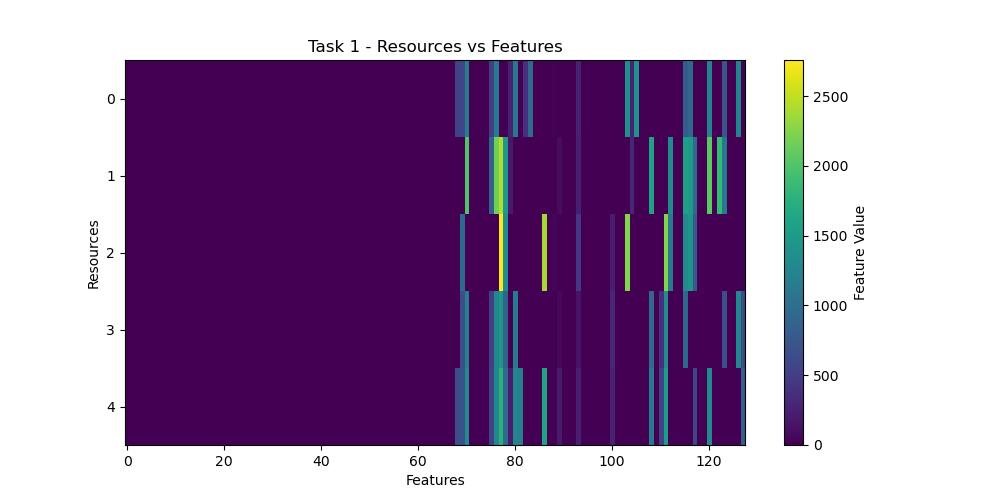 Task 1 - Resources vs Features
0
1
2
3
4
Resources
0 20 40 60 80 100 120
Features
2500
2000
1500
1000
500
0
Feature Value